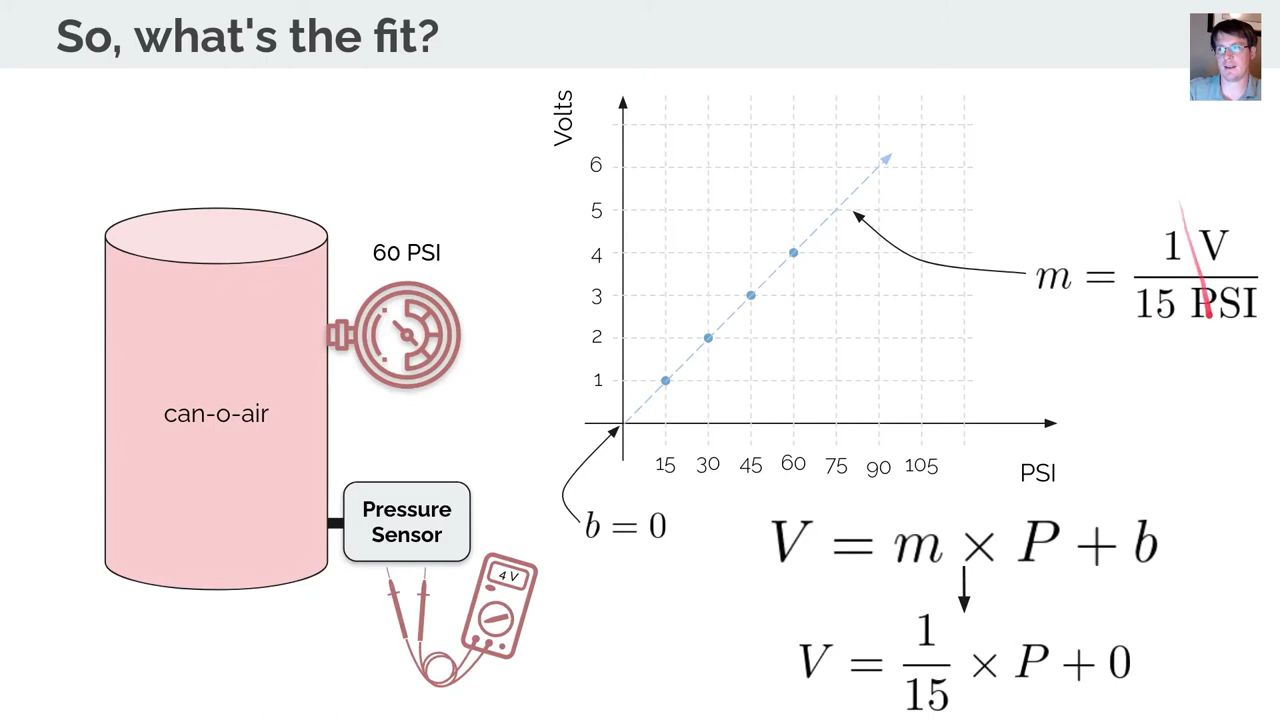 So, what's the fit?
Volts
6
5
4
3
2
1
15 30 45 60 75 90 105
PSI
60 PSI
can-o-air
Pressure
Sensor
4 V
m = 1 V / 15 PSI
b = 0
V = m × P + b
V = 1/15 × P + 0